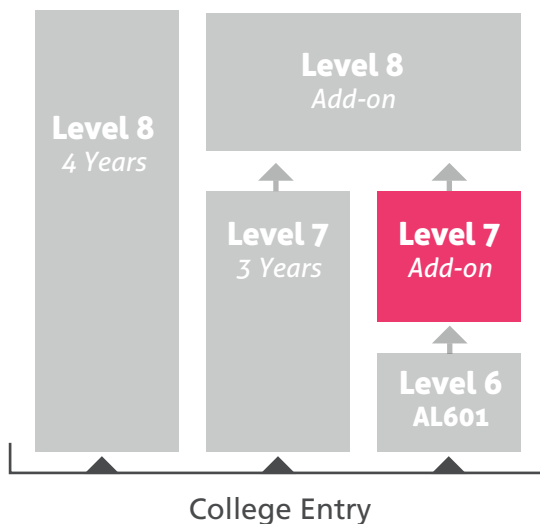 Level 8
4 Years
Level 8
Add-on
Level 7
3 Years
Level 7
Add-on
Level 6
AL601
College Entry